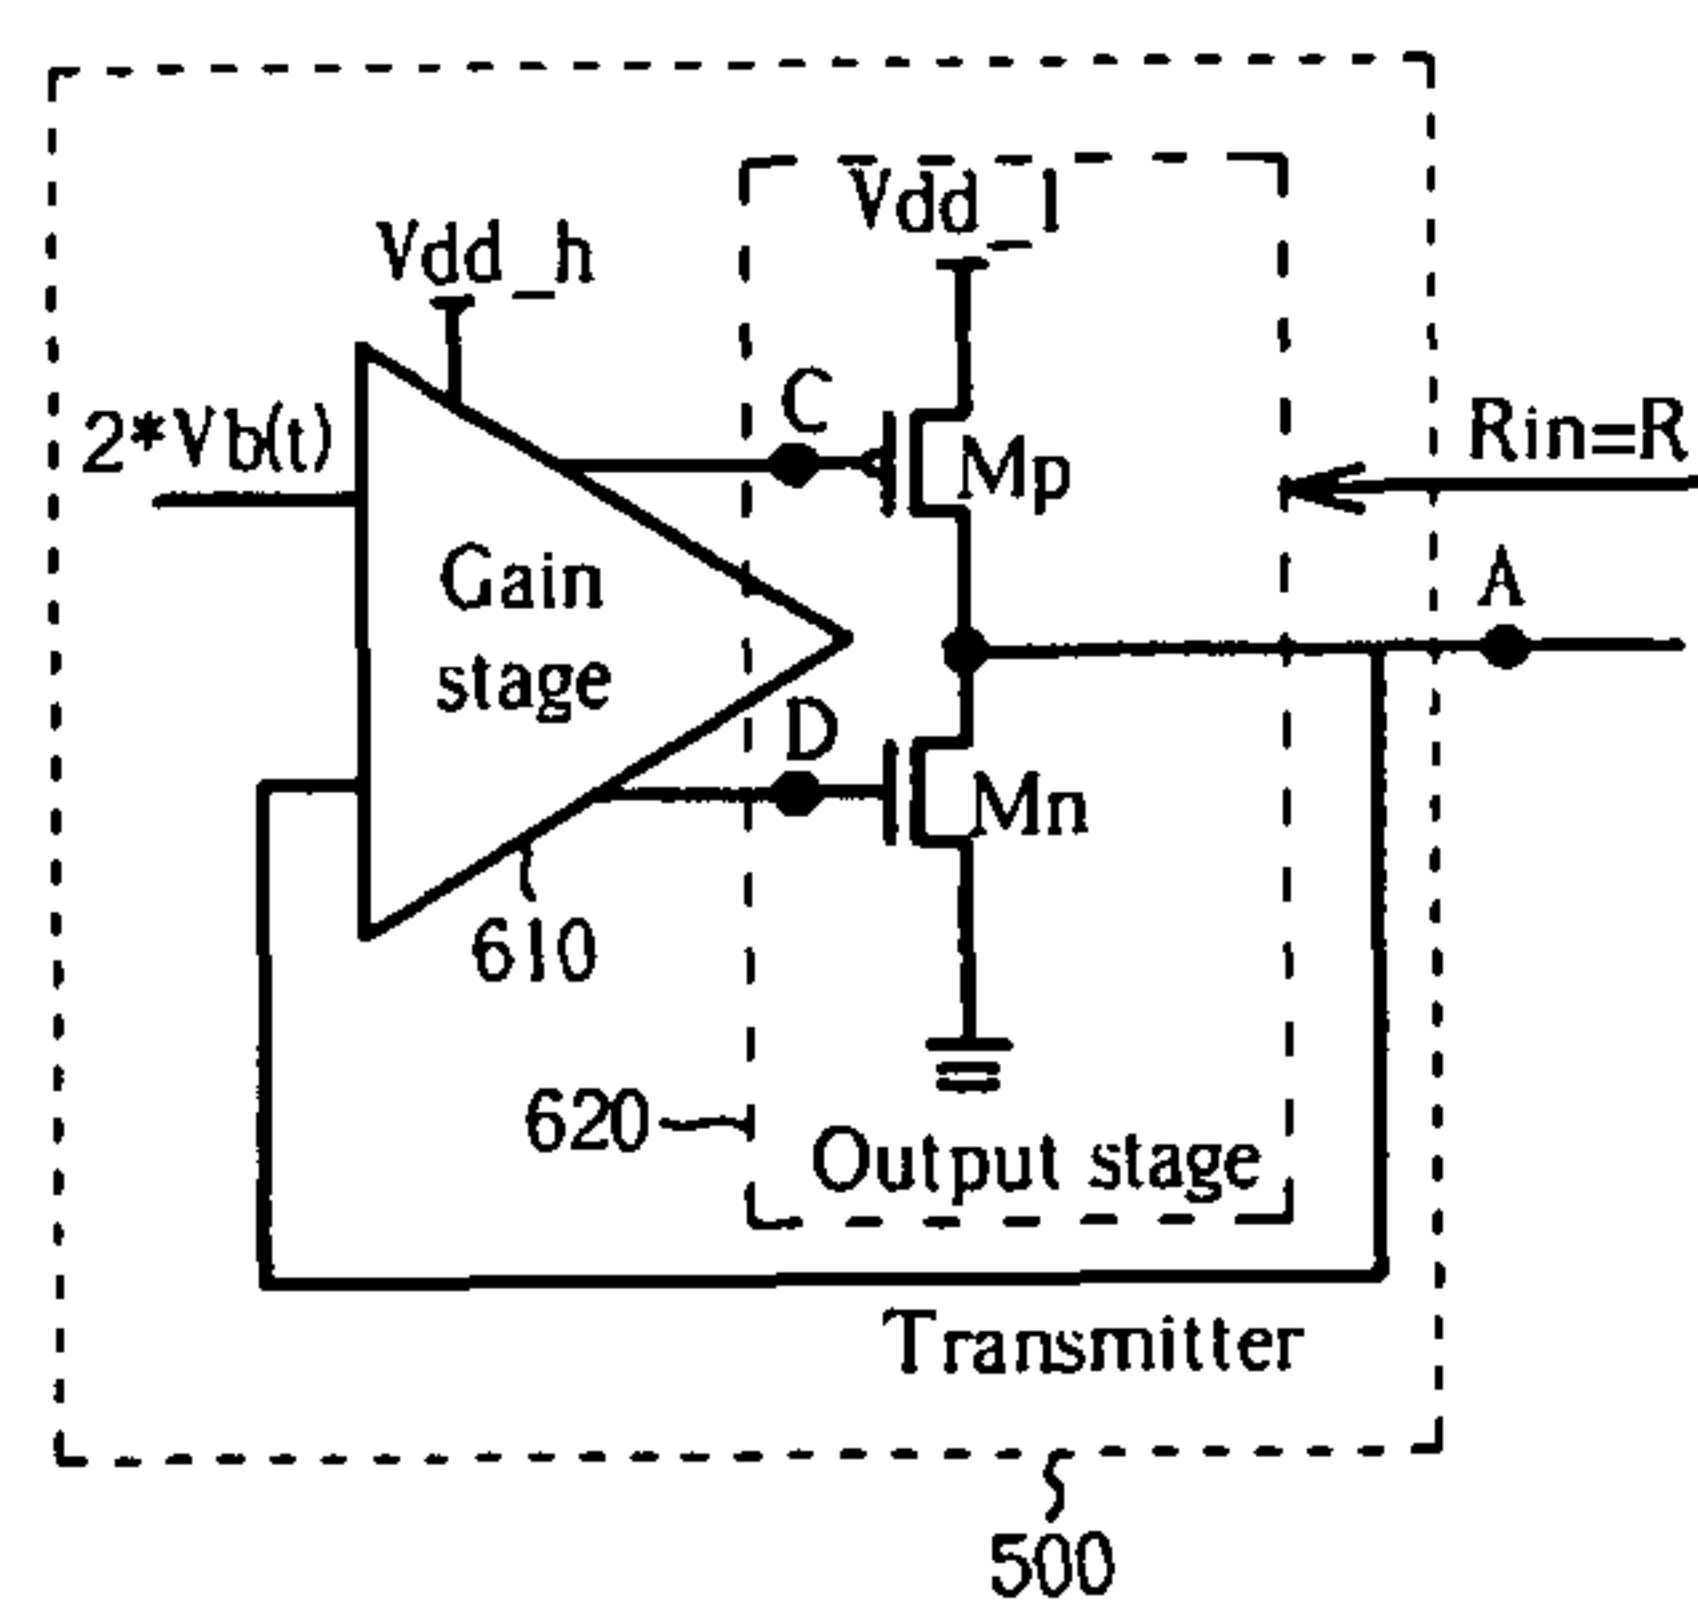 Vdd_l
Vdd_h
C
2*Vb(t)
Rin=R
Mp
Gain
stage
A
D
Mn
610
620
Output stage
Transmitter
500